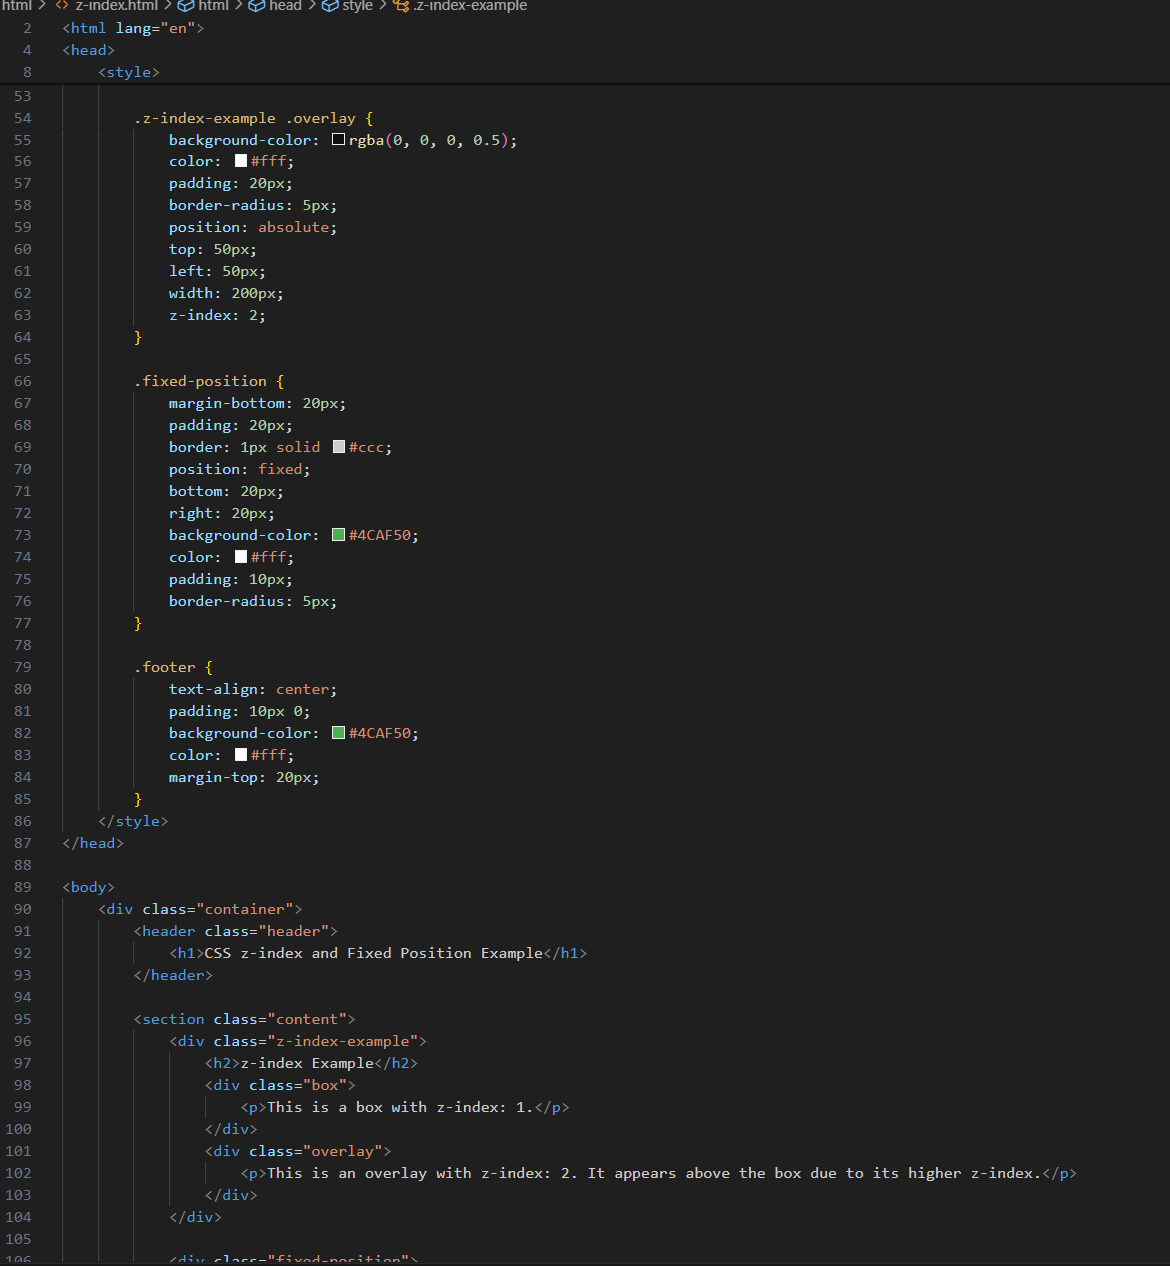 html > <> z-index.html > html > head > style > .z-index-example
2 <html lang="en">
4 <head>
8 <style>
53
54 .z-index-example .overlay {
55 background-color: rgba(0, 0, 0, 0.5);
56 color: #fff;
57 padding: 20px;
58 border-radius: 5px;
59 position: absolute;
60 top: 50px;
61 left: 50px;
62 width: 200px;
63 z-index: 2;
64 }
65
66 .fixed-position {
67 margin-bottom: 20px;
68 padding: 20px;
69 border: 1px solid #ccc;
70 position: fixed;
71 bottom: 20px;
72 right: 20px;
73 background-color: #4CAF50;
74 color: #fff;
75 padding: 10px;
76 border-radius: 5px;
77 }
78
79 .footer {
80 text-align: center;
81 padding: 10px 0;
82 background-color: #4CAF50;
83 color: #fff;
84 margin-top: 20px;
85 }
86 </style>
87 </head>
88
89 <body>
90 <div class="container">
91 <header class="header">
92 <h1>CSS z-index and Fixed Position Example</h1>
93 </header>
94
95 <section class="content">
96 <div class="z-index-example">
97 <h2>z-index Example</h2>
98 <div class="box">
99 <p>This is a box with z-index: 1.</p>
100 </div>
101 <div class="overlay">
102 <p>This is an overlay with z-index: 2. It appears above the box due to its higher z-index.</p>
103 </div>
104 </div>
105
106 <div class="fixed-position">